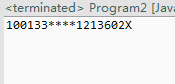 <terminated> Program2 [Java
100133****1213602X